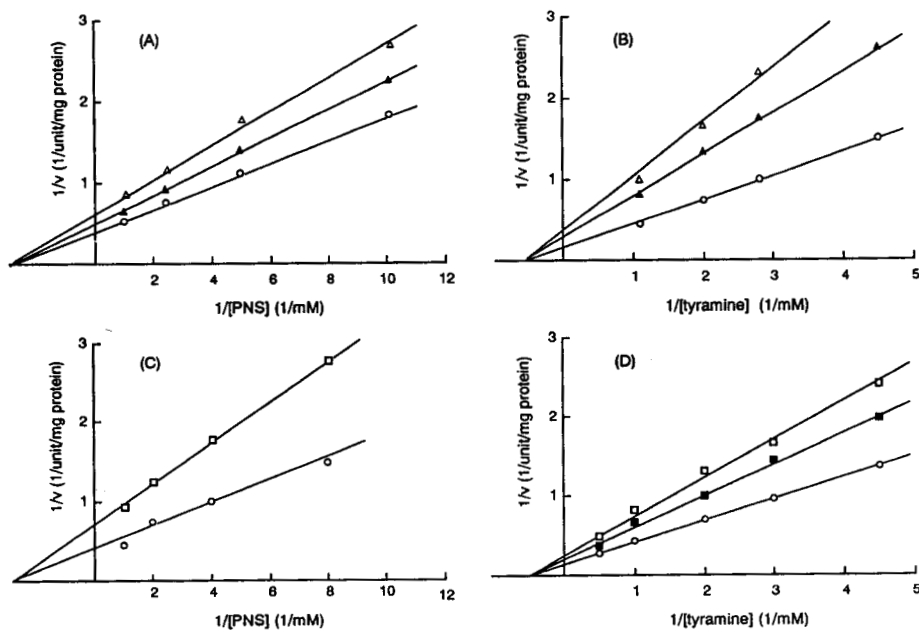 (A)
1/v (1/unit/mg protein)
3
2
1
2
4
6
8
10
12
1/[PNS] (1/mM)
(B)
1/v (1/unit/mg protein)
3
2
1
1
2
3
4
5
1/[tyramine] (1/mM)
(C)
1/v (1/unit/mg protein)
3
2
1
2
4
6
8
10
12
1/[PNS] (1/mM)
(D)
1/v (1/unit/mg protein)
3
2
1
1
2
3
4
5
1/[tyramine] (1/mM)